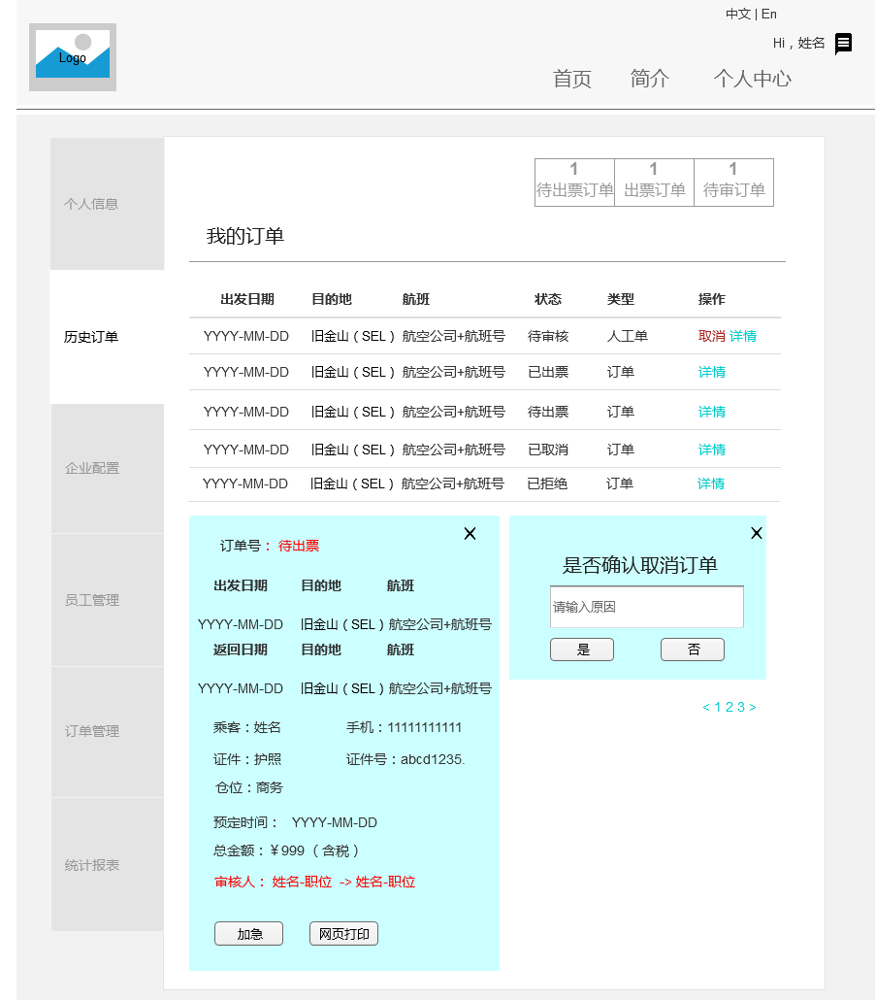 中文 | En
Hi，姓名
Logo
首页 简介 个人中心
1 1 1
待出票订单 出票订单 待审订单
个人信息
历史订单
企业配置
员工管理
订单管理
统计报表
我的订单
出发日期 目的地 航班 状态 类型 操作
YYYY-MM-DD 旧金山（SEL） 航空公司+航班号 待审核 人工单 取消 详情
YYYY-MM-DD 旧金山（SEL） 航空公司+航班号 已出票 订单 详情
YYYY-MM-DD 旧金山（SEL） 航空公司+航班号 待出票 订单 详情
YYYY-MM-DD 旧金山（SEL） 航空公司+航班号 已取消 订单 详情
YYYY-MM-DD 旧金山（SEL） 航空公司+航班号 已拒绝 订单 详情
订单号： 待出票 X
出发日期 目的地 航班
YYYY-MM-DD 旧金山（SEL） 航空公司+航班号
返回日期 目的地 航班
YYYY-MM-DD 旧金山（SEL） 航空公司+航班号
乘客：姓名 手机：11111111111
证件：护照 证件号：abcd1235.
仓位：商务
预定时间： YYYY-MM-DD
总金额：￥999 （含税）
审核人： 姓名-职位 -> 姓名-职位
加急 网页打印
X
是否确认取消订单
请输入原因
是 否
< 1 2 3 >